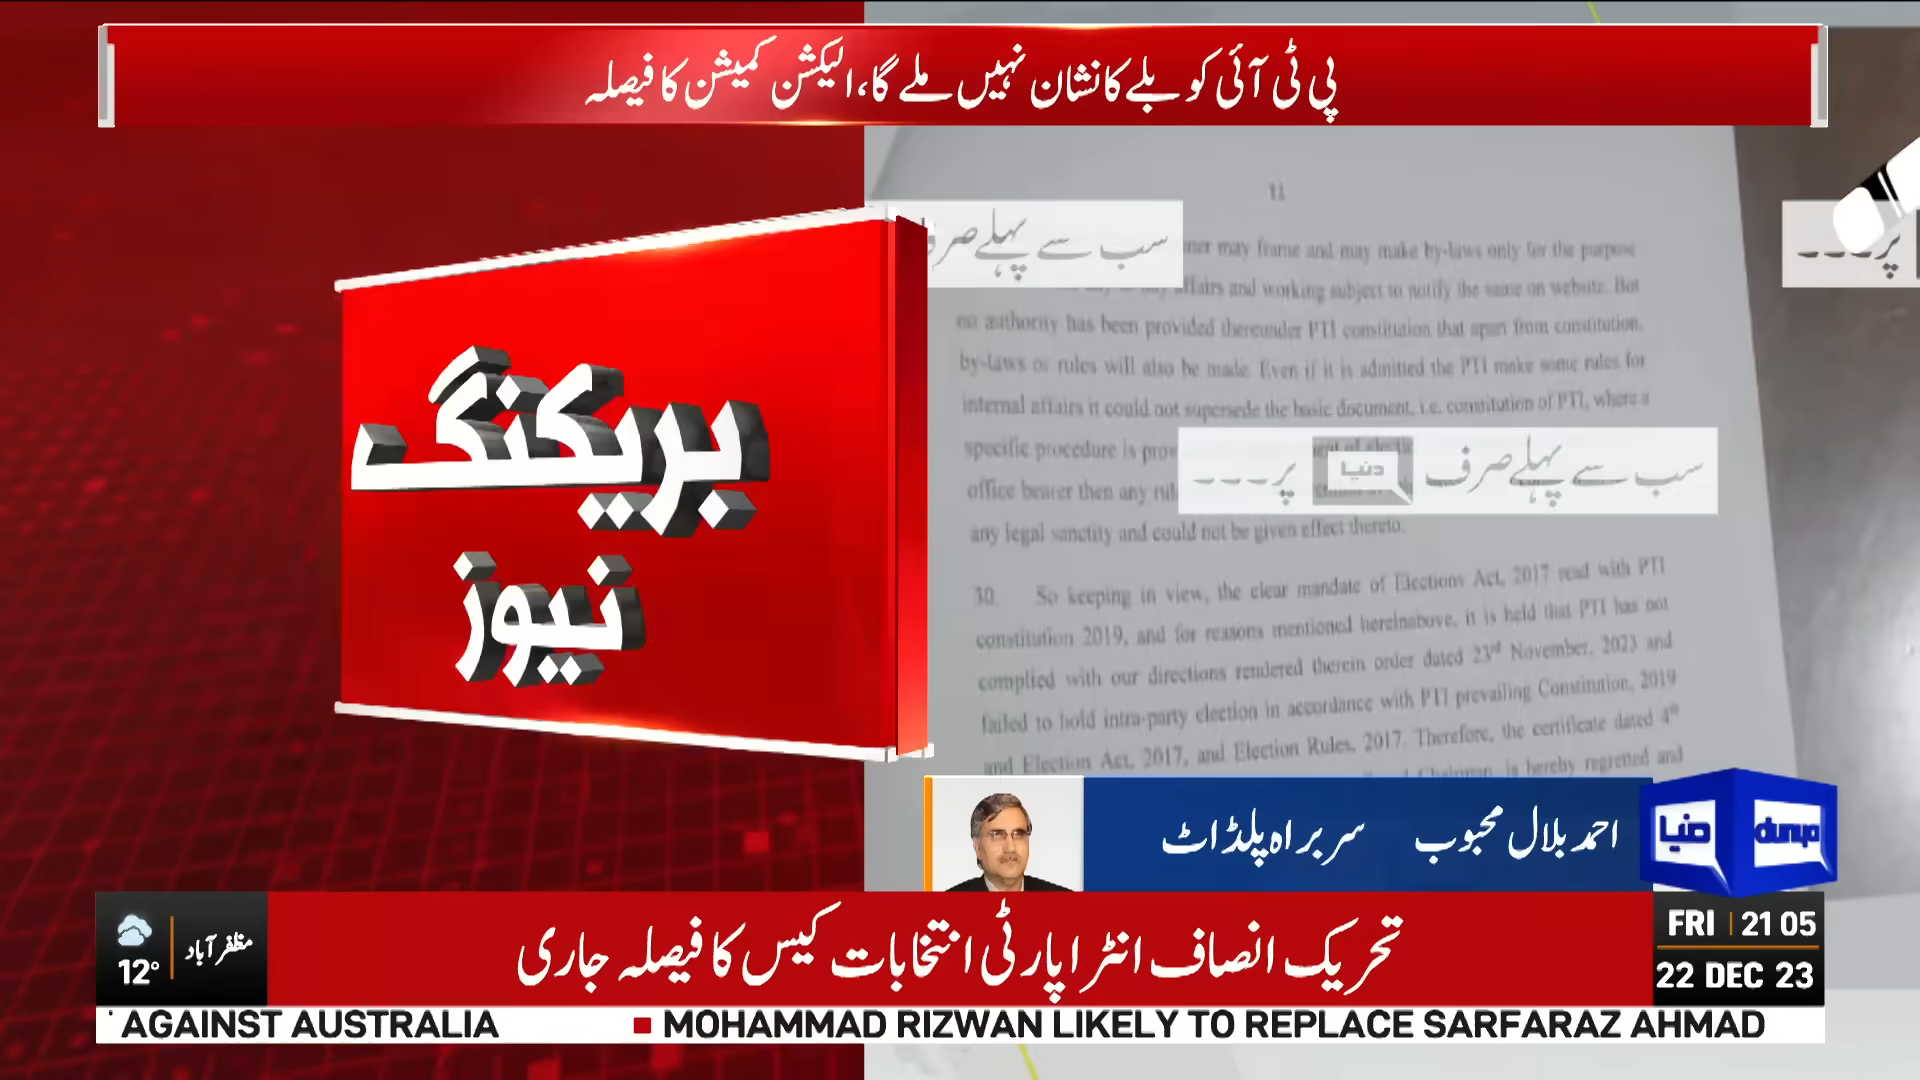 پی ٹی آئی کو بلے کا نشان نہیں ملے گا، الیکشن کمیشن کا فیصلہ
بریکنگ
نیوز
11
سب سے پہلے صرف
پر۔۔۔
may frame and may make by-laws only for the purpose
affairs and working subject to notify the same on website. But
no authority has been provided thereunder PTI constitution that apart from constitution,
by-laws or rules will also be made. Even if it is admitted the PTI make some rules for
internal affairs it could not supersede the basic document, i.e. constitution of PTI, where a
specific procedure is
سب سے پہلے صرف دنیا پر۔۔۔
office bearer then any
any legal sanctity and could not be given effect thereto.
30. So keeping in view, the clear mandate of Elections Act, 2017 read with PTI
constitution 2019, and for reasons mentioned hereinabove, it is held that PTI has not
complied with our directions rendered therein order dated 23rd November, 2023 and
failed to hold intra-party election in accordance with PTI prevailing Constitution, 2019
and Election Act, 2017, and Election Rules, 2017. Therefore, the certificate dated 4th
is hereby regretted and
احمد بلال محبوب سربراہ پلڈاٹ
دنیا dunya
مظفر آباد
12°
تحریک انصاف انٹرا پارٹی انتخابات کیس کا فیصلہ جاری
FRI 21 05
22 DEC 23
AGAINST AUSTRALIA MOHAMMAD RIZWAN LIKELY TO REPLACE SARFARAZ AHMAD